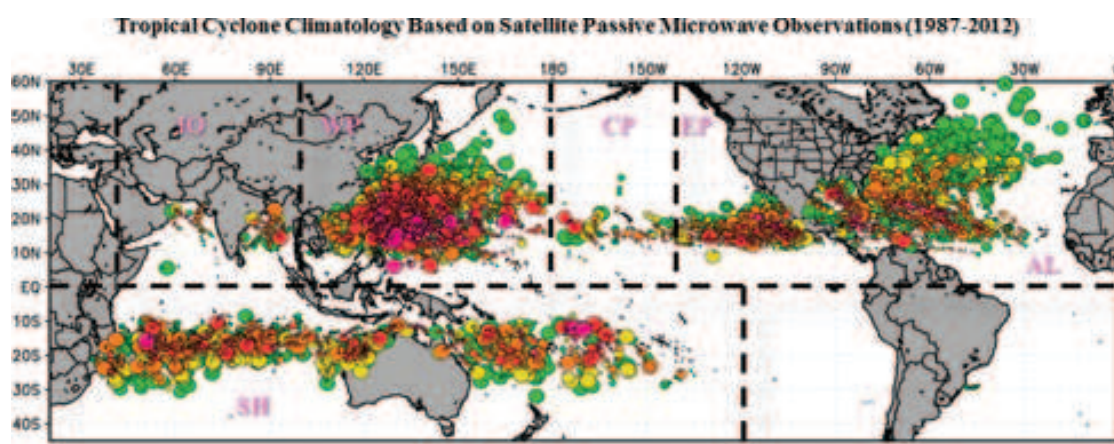 Tropical Cyclone Climatology Based on Satellite Passive Microwave Observations (1987-2012)
30E 60E 90E 120E 150E 180 150W 120W 90W 60W 30W
60N
50N
IO WP CP EP
40N
30N
20N
10N
AL
EQ
10S
20S
30S
SH
40S